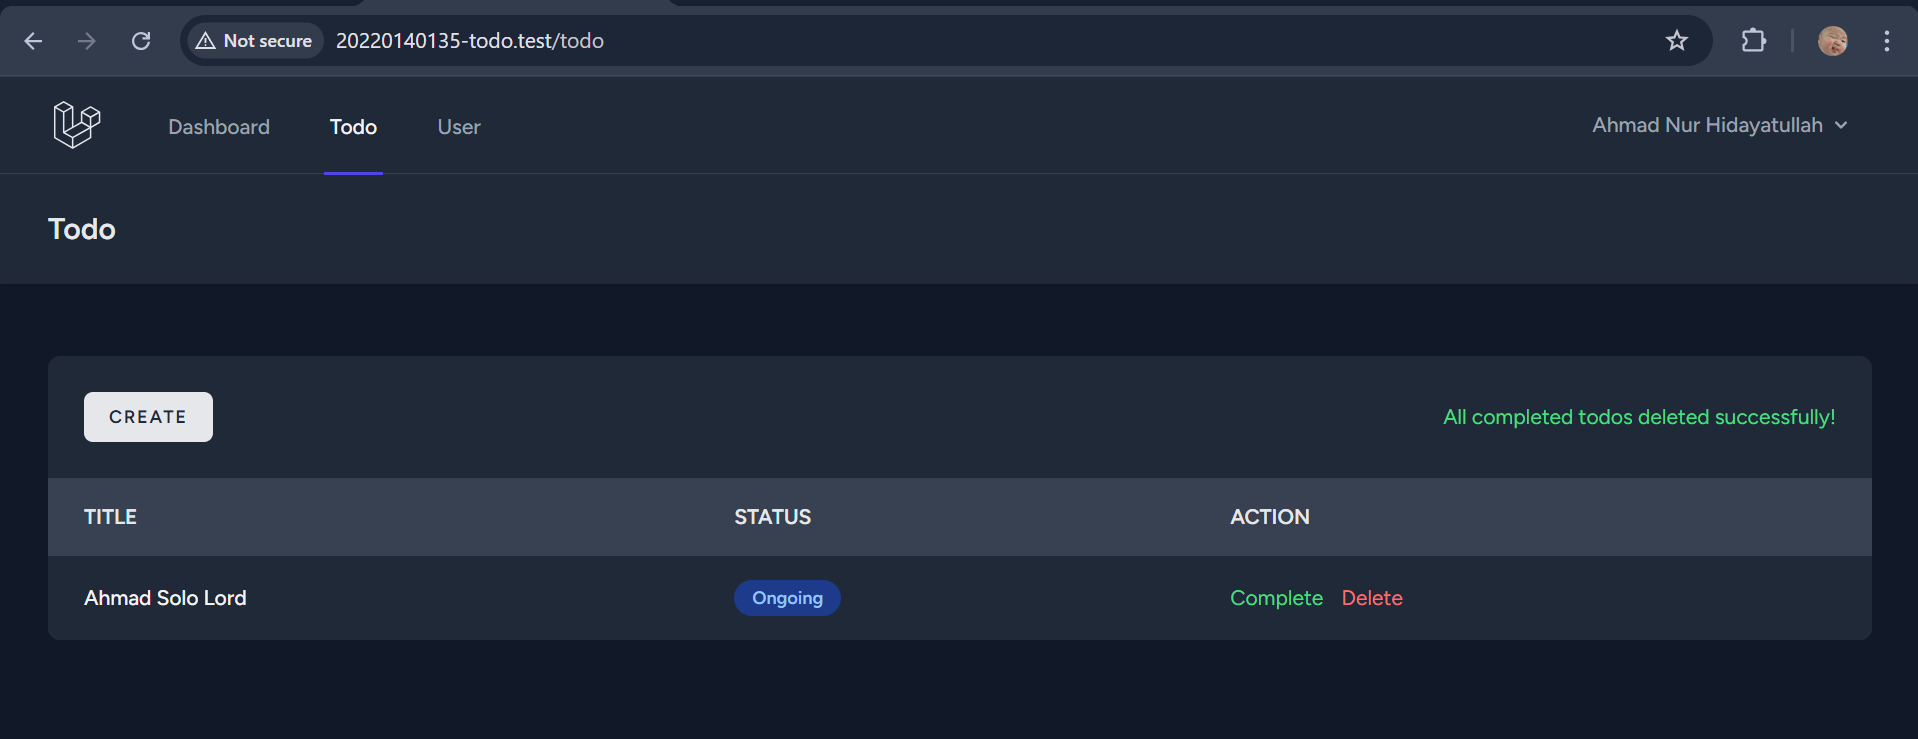 Not secure 20220140135-todo.test/todo
Dashboard Todo User Ahmad Nur Hidayatullah
Todo
CREATE All completed todos deleted successfully!
TITLE STATUS ACTION
Ahmad Solo Lord Ongoing Complete Delete